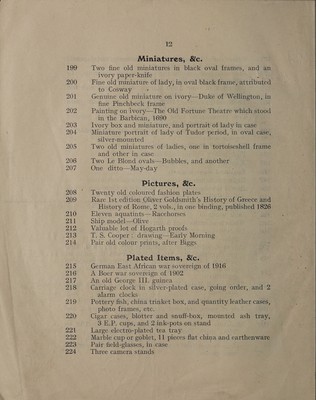 12
Miniatures, &c.
199 Two fine old miniatures in black oval frames, and an
ivory paper-knife
200 Fine old miniature of lady, in oval black frame, attributed
to Cosway
201 Genuine old miniature on ivory—Duke of Wellington, in
fine Pinchbeck frame
202 Painting on ivory—The Old Fortune Theatre which stood
in the Barbican, 1690
203 Ivory box and miniature, and portrait of lady in case
204 Miniature portrait of lady of Tudor period, in oval case,
silver-mounted
205 Two old miniatures of ladies, one in tortoiseshell frame
and other in case
206 Two Le Blond ovals—Bubbles, and another
207 One ditto—May-day
Pictures, &c.
208 Twenty old coloured fashion plates
209 Rare 1st edition Oliver Goldsmith's History of Greece and
History of Rome, 2 vols., in one binding, published 1826
210 Eleven aquatints—Racehorses
211 Ship model—Olive
212 Valuable lot of Hogarth proofs
213 T. S. Cooper: drawing—Early Morning
214 Pair old colour prints, after Biggs
Plated Items, &c.
215 German East African war sovereign of 1916
216 A Boer war sovereign of 1902
217 An old George III. guinea
218 Carriage clock in silver-plated case, going order, and 2
alarm clocks
219 Pottery fish, china trinket box, and quantity leather cases,
photo frames, etc.
220 Cigar cases, blotter and snuff-box, mounted ash tray,
3 E.P. cups, and 2 ink-pots on stand
221 Large electro-plated tea tray
222 Marble cup or goblet, 11 pieces flat china and earthenware
223 Pair field-glasses, in case
224 Three camera stands